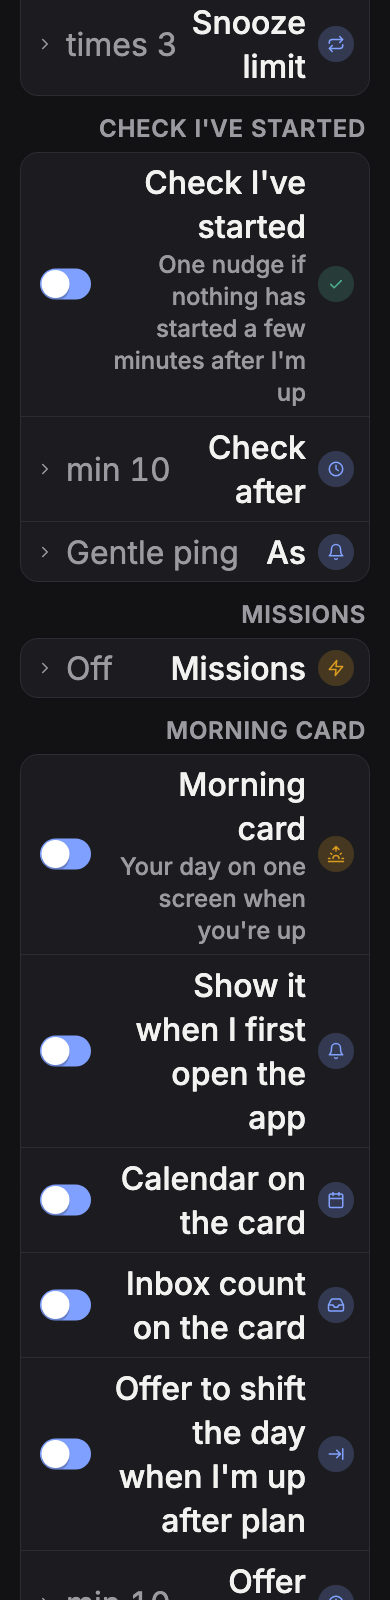 Snooze
limit
times 3
CHECK I'VE STARTED
Check I've
started
One nudge if
nothing has
started a few
minutes after I'm
up
Check
after
min 10
As
Gentle ping
MISSIONS
Missions
Off
MORNING CARD
Morning
card
Your day on one
screen when
you're up
Show it
when I first
open the
app
Calendar on
the card
Inbox count
on the card
Offer to shift
the day
when I'm up
after plan
Offer
min 10